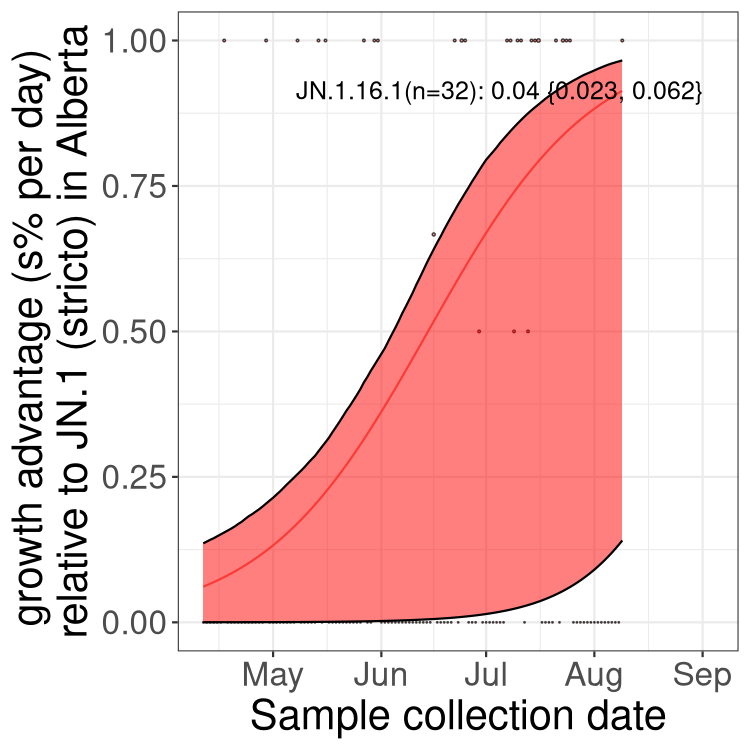 growth advantage (s% per day)
relative to JN.1 (stricto) in Alberta
1.00
0.75
0.50
0.25
0.00
JN.1.16.1(n=32): 0.04 {0.023, 0.062}
May Jun Jul Aug Sep
Sample collection date